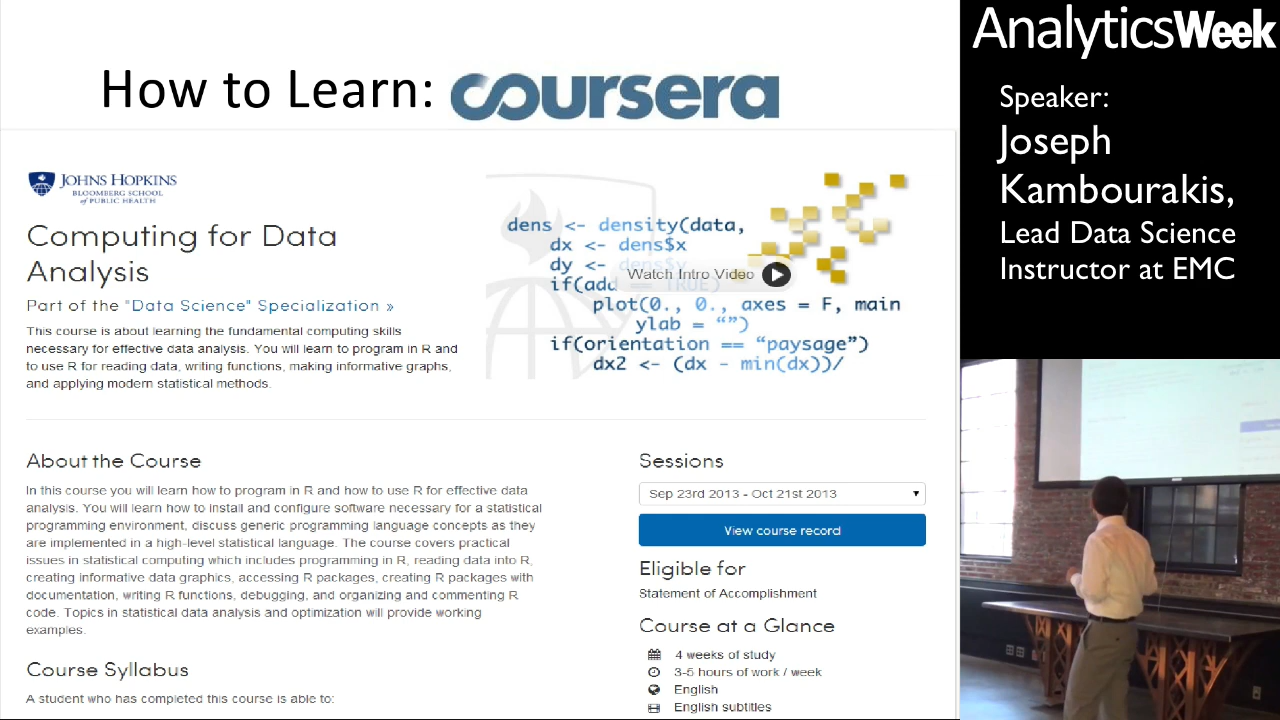 How to Learn: coursera
JOHNS HOPKINS
BLOOMBERG SCHOOL
of PUBLIC HEALTH
Computing for Data
Analysis
Part of the "Data Science" Specialization »
This course is about learning the fundamental computing skills
necessary for effective data analysis. You will learn to program in R and
to use R for reading data, writing functions, making informative graphs,
and applying modern statistical methods.
dens <- density(data,
dx <- dens$x
dy <- dens$y
Watch Intro Video
if(add = TRUE)
plot(0., 0., axes = F, main
ylab = “”)
if(orientation == “paysage”)
dx2 <- (dx - min(dx))/
About the Course
In this course you will learn how to program in R and how to use R for effective data
analysis. You will learn how to install and configure software necessary for a statistical
programming environment, discuss generic programming language concepts as they
are implemented in a high-level statistical language. The course covers practical
issues in statistical computing which includes programming in R, reading data into R,
creating informative data graphics, accessing R packages, creating R packages with
documentation, writing R functions, debugging, and organizing and commenting R
code. Topics in statistical data analysis and optimization will provide working
examples.
Course Syllabus
A student who has completed this course is able to:
Sessions
Sep 23rd 2013 - Oct 21st 2013
View course record
Eligible for
Statement of Accomplishment
Course at a Glance
4 weeks of study
3-5 hours of work / week
English
English subtitles
AnalyticsWeek
Speaker:
Joseph
Kambourakis,
Lead Data Science
Instructor at EMC